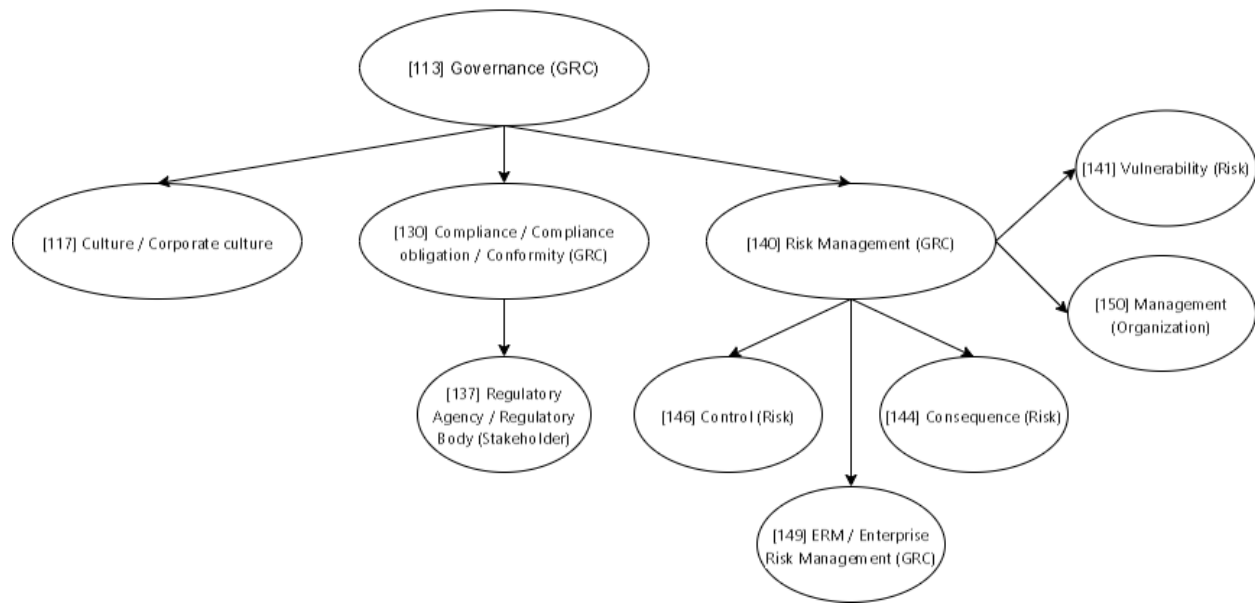 [113] Governance (GRC)
[141] Vulnerability (Risk)
[117] Culture / Corporate culture
[130] Compliance / Compliance
obligation / Conformity (GRC)
[140] Risk Management (GRC)
[150] Management
(Organization)
[137] Regulatory
Agency / Regulatory
Body (Stakeholder)
[146] Control (Risk)
[144] Consequence (Risk)
[149] ERM / Enterprise
Risk Management (GRC)